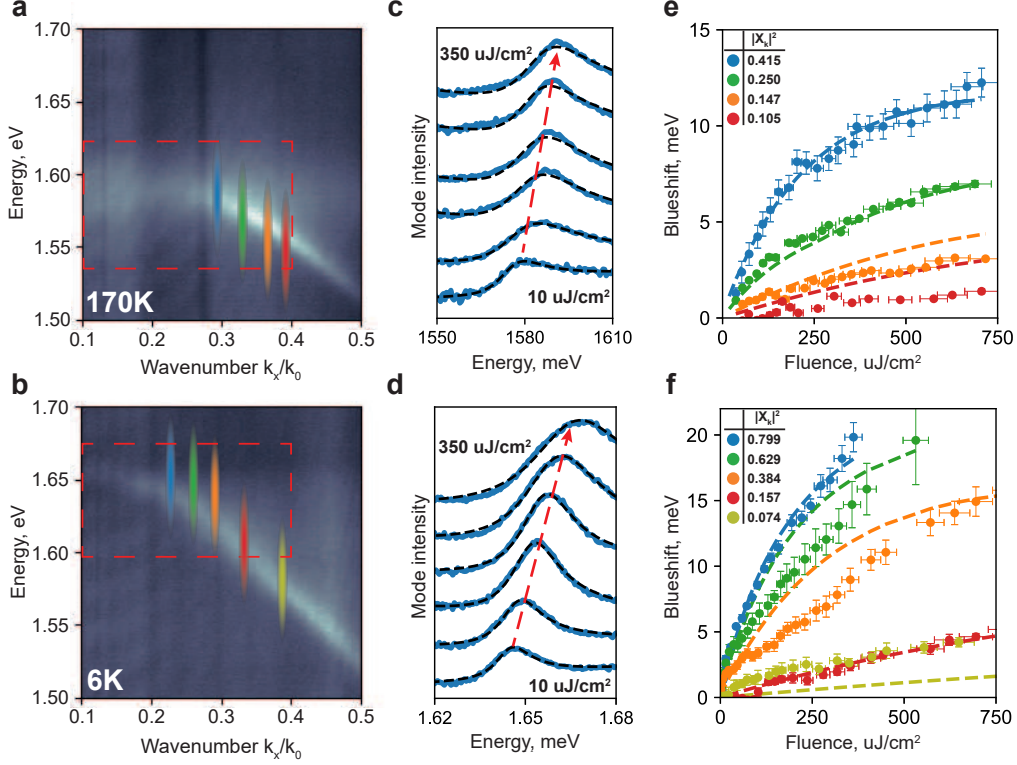 a
1.70
1.65
1.60
1.55
1.50
Energy, eV
170K
0.1 0.2 0.3 0.4 0.5
Wavenumber kₓ/k₀
b
1.70
1.65
1.60
1.55
1.50
Energy, eV
6K
0.1 0.2 0.3 0.4 0.5
Wavenumber kₓ/k₀
c
350 uJ/cm²
10 uJ/cm²
Mode intensity
1550 1580 1610
Energy, meV
d
350 uJ/cm²
10 uJ/cm²
Mode intensity
1.62 1.65 1.68
Energy, meV
e
|Xₖ|²
0.415
0.250
0.147
0.105
Blueshift, meV
15
10
5
0
0 250 500 750
Fluence, uJ/cm²
f
|Xₖ|²
0.799
0.629
0.384
0.157
0.074
Blueshift, meV
20
15
10
5
0
0 250 500 750
Fluence, uJ/cm²